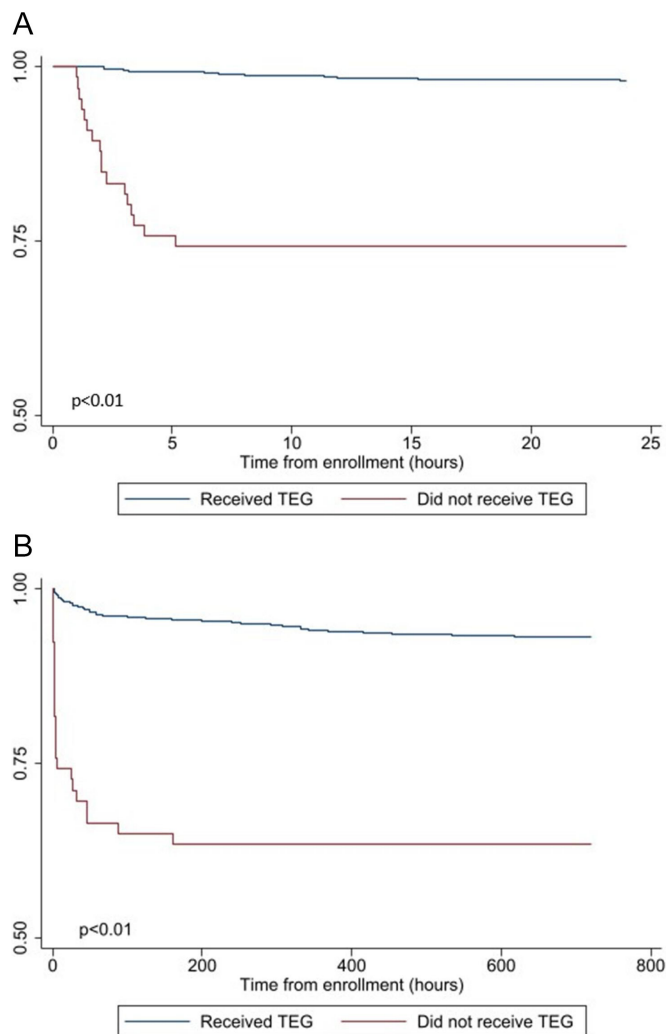 A
1.00
0.75
0.50
p<0.01
0 5 10 15 20 25
Time from enrollment (hours)
Received TEG Did not receive TEG
B
1.00
0.75
0.50
p<0.01
0 200 400 600 800
Time from enrollment (hours)
Received TEG Did not receive TEG